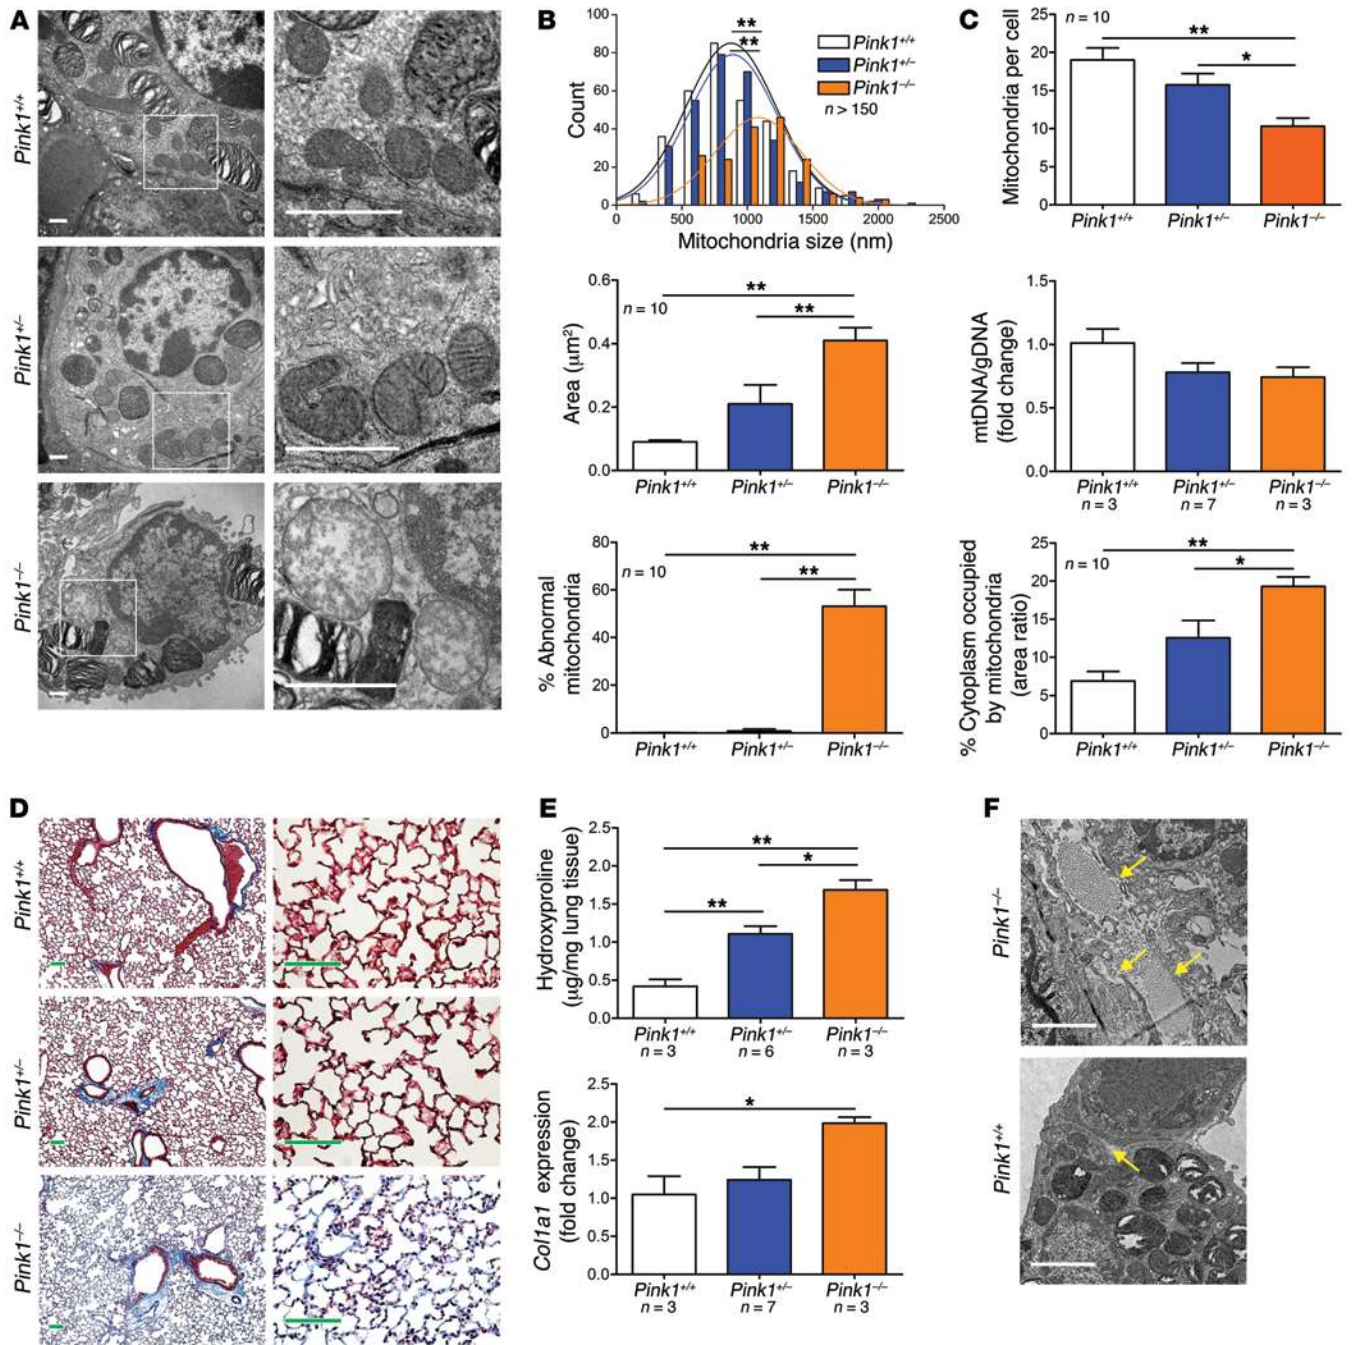 A
Pink1+/+
Pink1+/–
Pink1–/–
B
Count
100
80
60
40
20
0
**
**
Pink1+/+
Pink1+/–
Pink1–/–
n > 150
0 500 1000 1500 2000 2500
Mitochondria size (nm)
Area (μm²)
0.6
0.4
0.2
0.0
n = 10
**
**
Pink1+/+ Pink1+/– Pink1–/–
% Abnormal
mitochondria
80
60
40
20
0
n = 10
**
**
Pink1+/+ Pink1+/– Pink1–/–
C
Mitochondria per cell
25
20
15
10
5
0
n = 10
**
*
Pink1+/+ Pink1+/– Pink1–/–
mtDNA/gDNA
(fold change)
1.5
1.0
0.5
0.0
Pink1+/+ Pink1+/– Pink1–/–
n = 3 n = 7 n = 3
% Cytoplasm occupied
by mitochondria
(area ratio)
25
20
15
10
5
0
n = 10
**
*
Pink1+/+ Pink1+/– Pink1–/–
D
Pink1+/+
Pink1+/–
Pink1–/–
E
Hydroxyproline
(μg/mg lung tissue)
2.5
2.0
1.5
1.0
0.5
0.0
**
*
**
Pink1+/+ Pink1+/– Pink1–/–
n = 3 n = 6 n = 3
Col1a1 expression
(fold change)
2.5
2.0
1.5
1.0
0.5
0.0
*
Pink1+/+ Pink1+/– Pink1–/–
n = 3 n = 7 n = 3
F
Pink1–/–
Pink1+/+